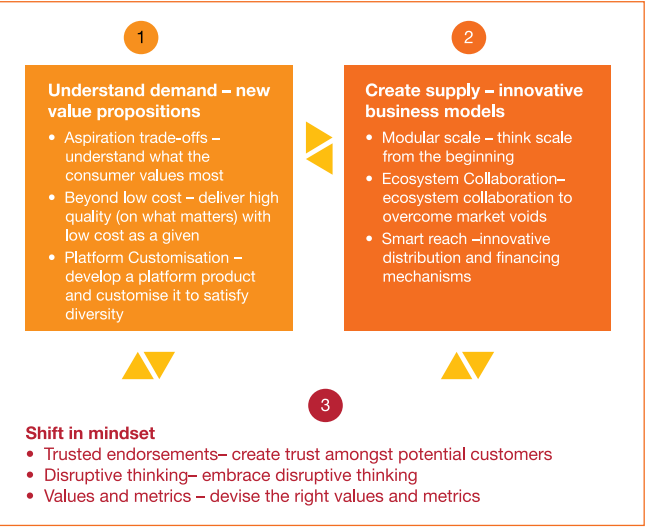 1
Understand demand – new
value propositions
• Aspiration trade-offs –
understand what the
consumer values most
• Beyond low cost – deliver high
quality (on what matters) with
low cost as a given
• Platform Customisation –
develop a platform product
and customise it to satisfy
diversity
2
Create supply – innovative
business models
• Modular scale – think scale
from the beginning
• Ecosystem Collaboration–
ecosystem collaboration to
overcome market voids
• Smart reach –innovative
distribution and financing
mechanisms
3
Shift in mindset
• Trusted endorsements– create trust amongst potential customers
• Disruptive thinking– embrace disruptive thinking
• Values and metrics – devise the right values and metrics